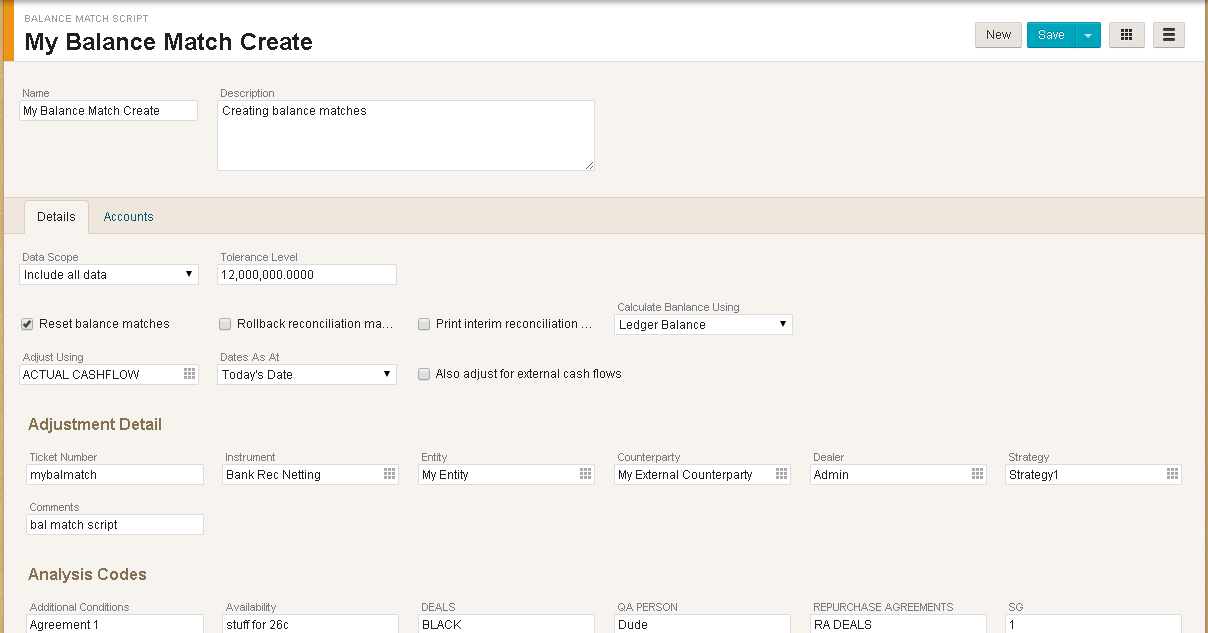 BALANCE MATCH SCRIPT
My Balance Match Create
New Save
Name Description
My Balance Match Create Creating balance matches
Details Accounts
Data Scope Tolerance Level
Include all data 12,000,000.0000
Calculate Banlance Using
Reset balance matches Rollback reconciliation ma... Print interim reconciliation ... Ledger Balance
Adjust Using Dates As At
ACTUAL CASHFLOW Today's Date Also adjust for external cash flows
Adjustment Detail
Ticket Number Instrument Entity Counterparty Dealer Strategy
mybalmatch Bank Rec Netting My Entity My External Counterparty Admin Strategy1
Comments
bal match script
Analysis Codes
Additional Conditions Availability DEALS QA PERSON REPURCHASE AGREEMENTS SG
Agreement 1 stuff for 26c BLACK Dude RA DEALS 1